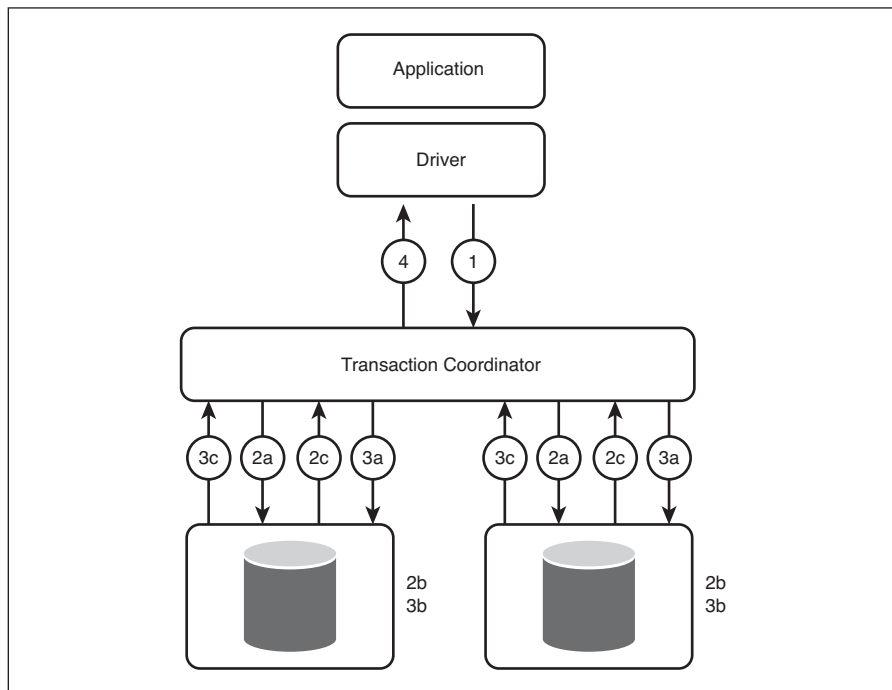 Application
Driver
4 1
Transaction Coordinator
3c 2a 2c 3a 3c 2a 2c 3a
2b 2b
3b 3b